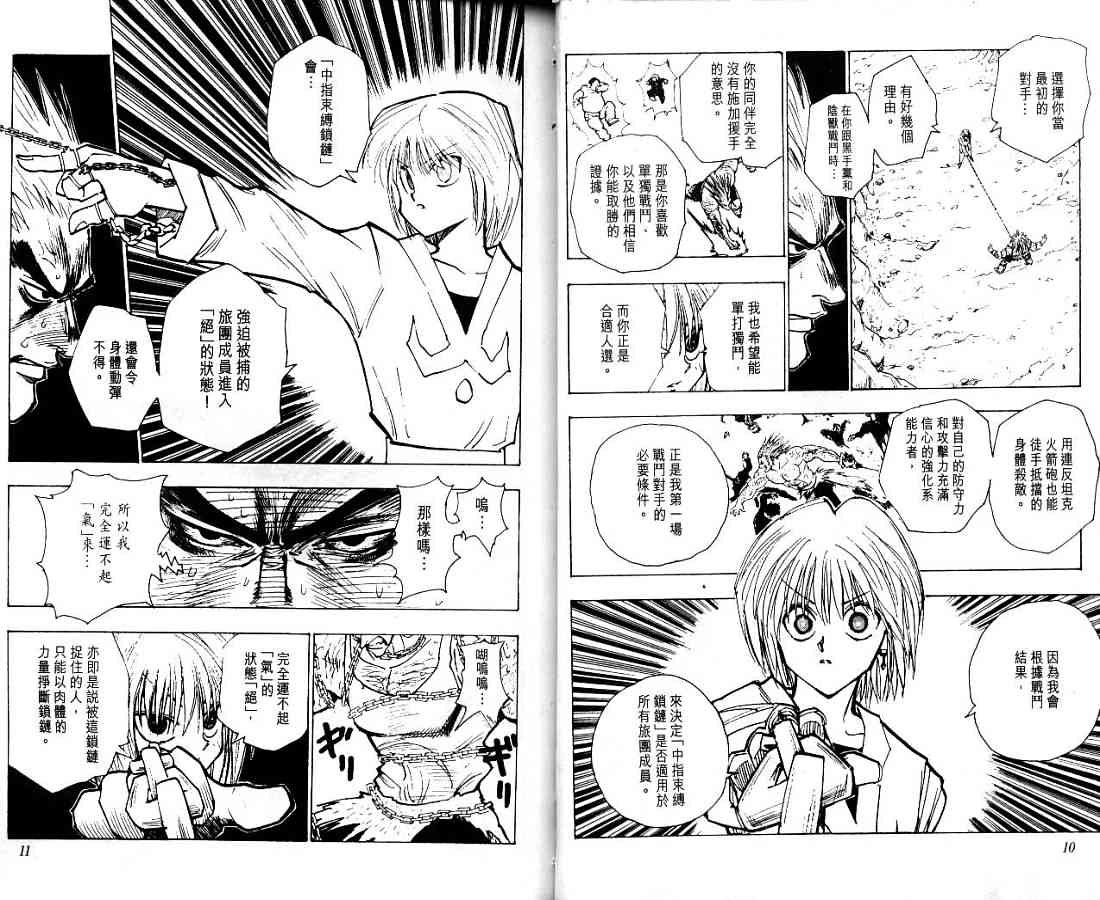 選擇你當
最初的
對手…
有好幾個
理由。
在你跟黑手黨和
陰獸戰鬥時…
你的同伴完全
沒有施加援手
的意思。
那是你喜歡
單獨戰鬥、
以及他們相信
你能取勝的
證據。
我也希望能
單打獨鬥，
而你正是
合適人選。
用連反坦克
火箭砲也能
徒手抵擋的
身體殺敵。
對自己的防守力
和攻擊力充滿
信心的強化系
能力者，
正是我第一場
戰鬥對手的
必要條件。
因為我會
根據戰鬥
結果，
來決定「中指束縛
鎖鏈」是否適用於
所有旅團成員。
10
「中指束縛鎖鏈」
會…
強迫被捕的
旅團成員進入
「絕」的狀態！
還會令
身體動彈
不得。
嗚…
那樣嗎…
所以我
完全運不起
「氣」來…
嘲嗚嗚…
ギギ
ギッ
完全運不起
「氣」的
狀態「絕」，
亦即是説被這鎖鏈
捉住的人，
只能以肉體的
力量掙斷鎖鏈。
11